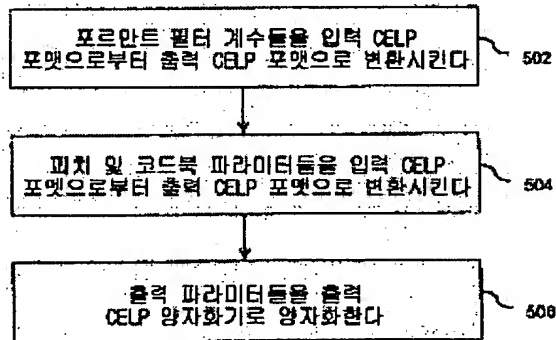 포르만트 필터 계수들을 입력 CELP
포맷으로부터 출력 CELP 포맷으로 변환시킨다
502
피치 및 코드북 파라미터들을 입력 CELP
포맷으로부터 출력 CELP 포맷으로 변환시킨다
504
출력 파라미터들을 출력
CELP 양자화기로 양자화한다
506